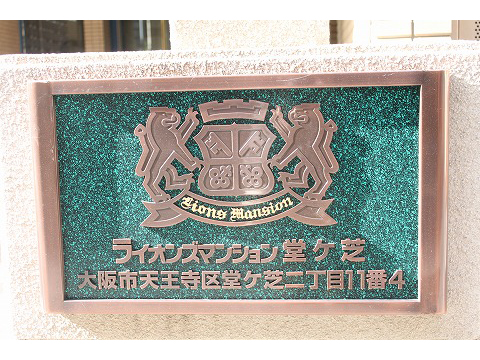 Lions Mansion
ライオンズマンション堂ケ芝
大阪市天王寺区堂ケ芝二丁目11番4